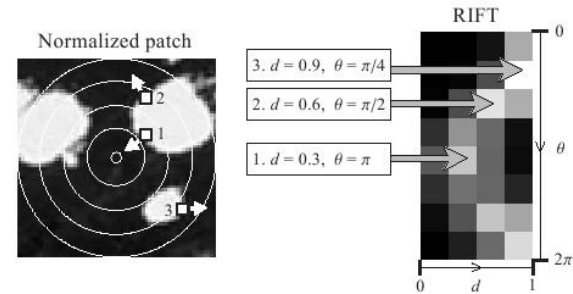 Normalized patch
2
1
3
RIFT
3. d = 0.9, θ = π/4
2. d = 0.6, θ = π/2
1. d = 0.3, θ = π
0
θ
2π
0
d
1